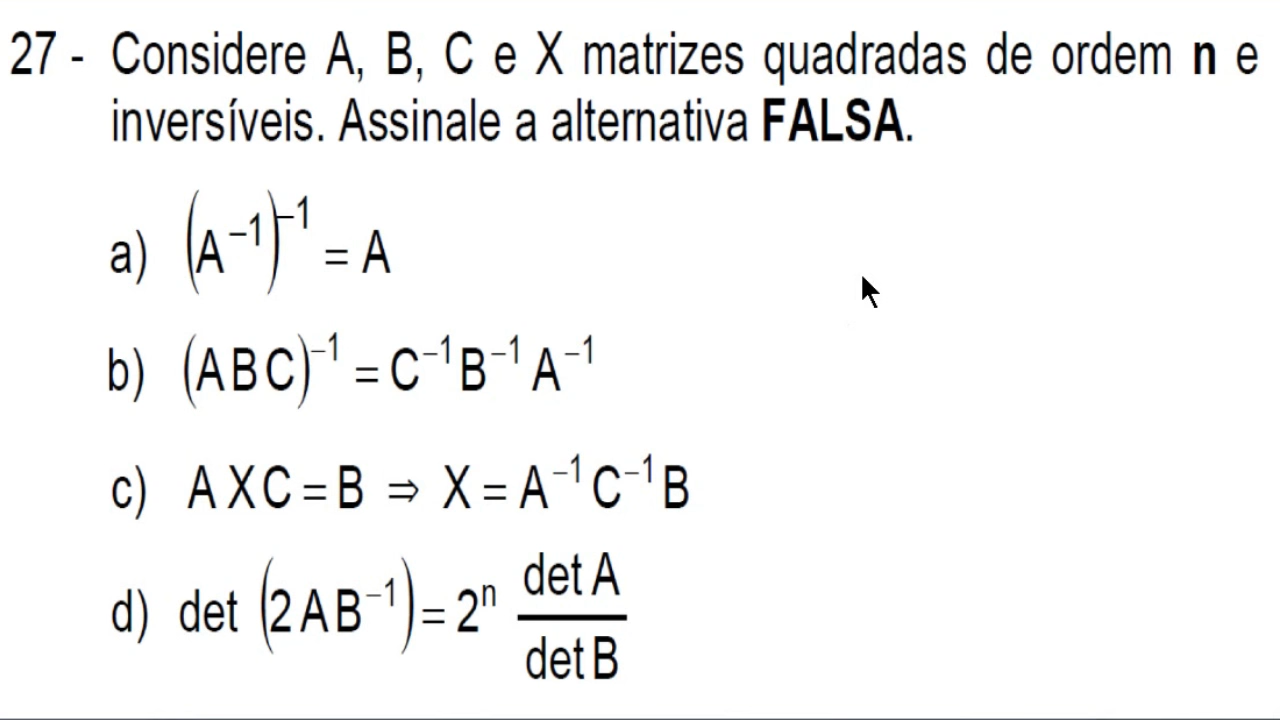 27 - Considere A, B, C e X matrizes quadradas de ordem n e
inversíveis. Assinale a alternativa FALSA.
a) (A⁻¹)⁻¹ = A
b) (ABC)⁻¹ = C⁻¹B⁻¹A⁻¹
c) AXC = B ⇒ X = A⁻¹C⁻¹B
d) det (2AB⁻¹) = 2ⁿ det A / det B